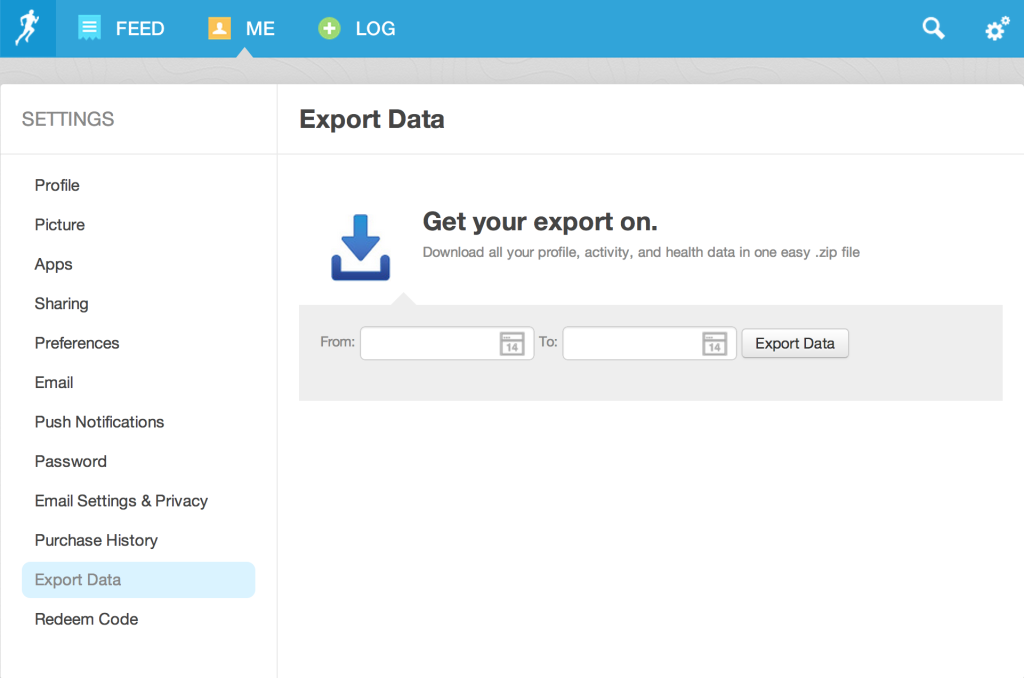 FEED ME LOG
SETTINGS
Profile
Picture
Apps
Sharing
Preferences
Email
Push Notifications
Password
Email Settings & Privacy
Purchase History
Export Data
Redeem Code
Export Data
Get your export on.
Download all your profile, activity, and health data in one easy .zip file
From: 14 To: 14 Export Data